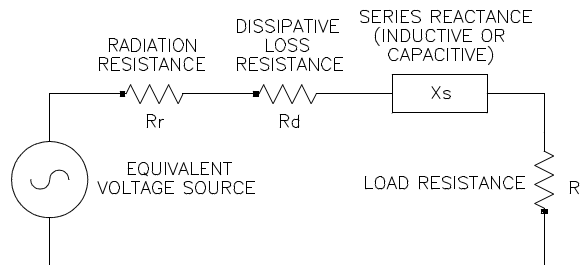 RADIATION
RESISTANCE
Rr
DISSIPATIVE
LOSS
RESISTANCE
Rd
SERIES REACTANCE
(INDUCTIVE OR
CAPACITIVE)
Xs
EQUIVALENT
VOLTAGE SOURCE
LOAD RESISTANCE
R